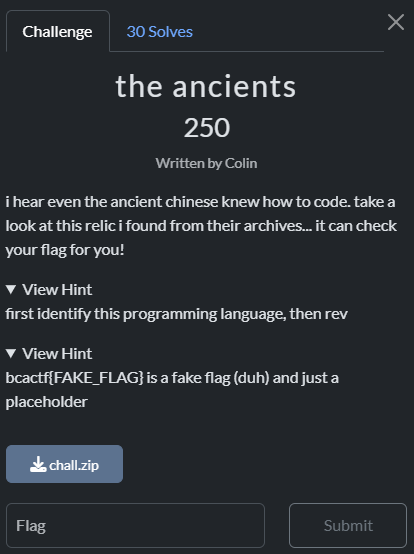 Challenge
30 Solves
the ancients
250
Written by Colin
i hear even the ancient chinese knew how to code. take a
look at this relic i found from their archives... it can check
your flag for you!
▼ View Hint
first identify this programming language, then rev
▼ View Hint
bcactf{FAKE_FLAG} is a fake flag (duh) and just a
placeholder
chall.zip
Flag
Submit